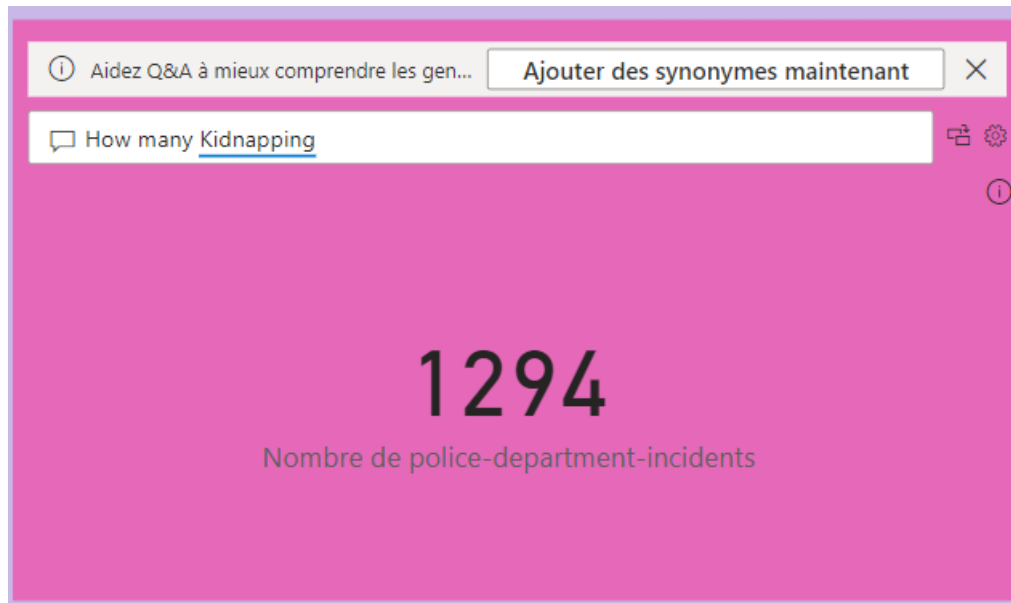 Aidez Q&A à mieux comprendre les gen... Ajouter des synonymes maintenant
How many Kidnapping
1294
Nombre de police-department-incidents